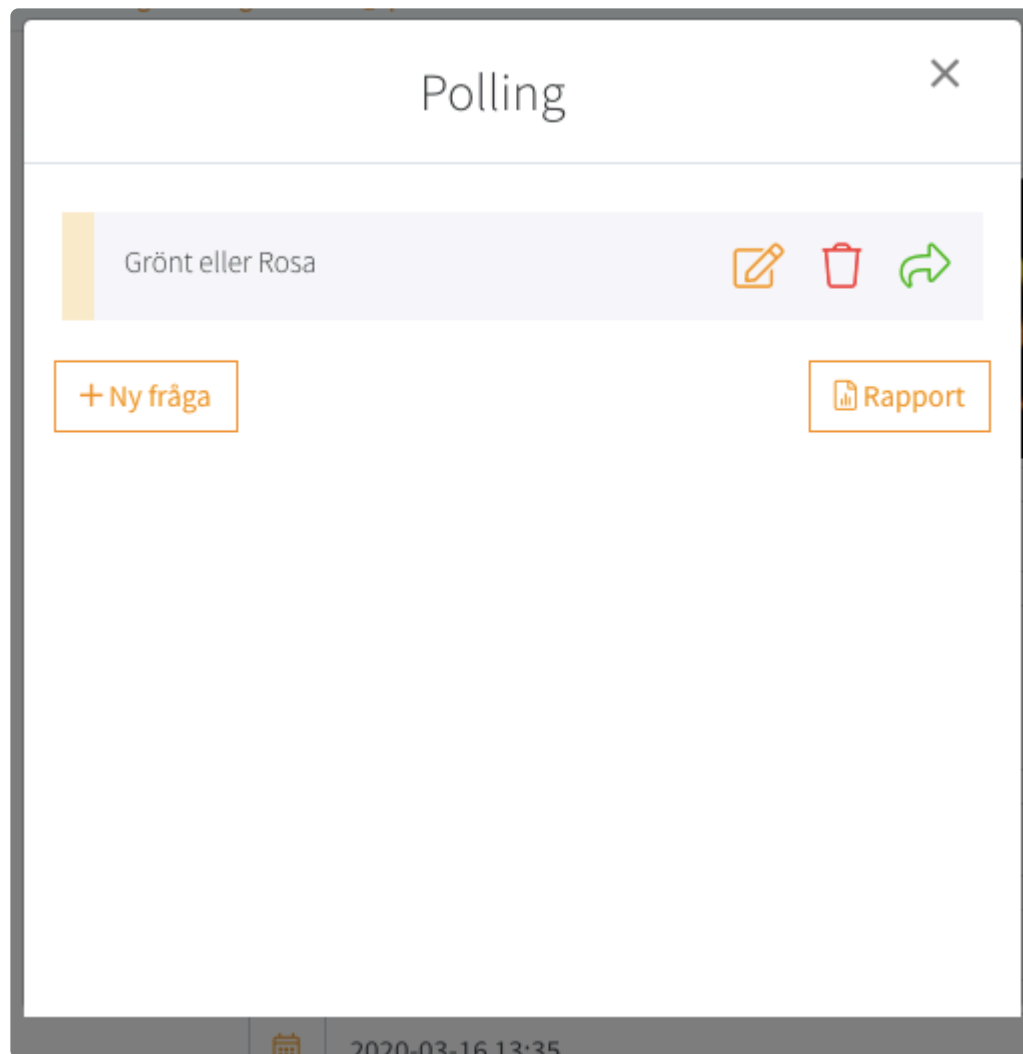 Polling
Grönt eller Rosa
+ Ny fråga
Rapport
2020-03-16 13:35